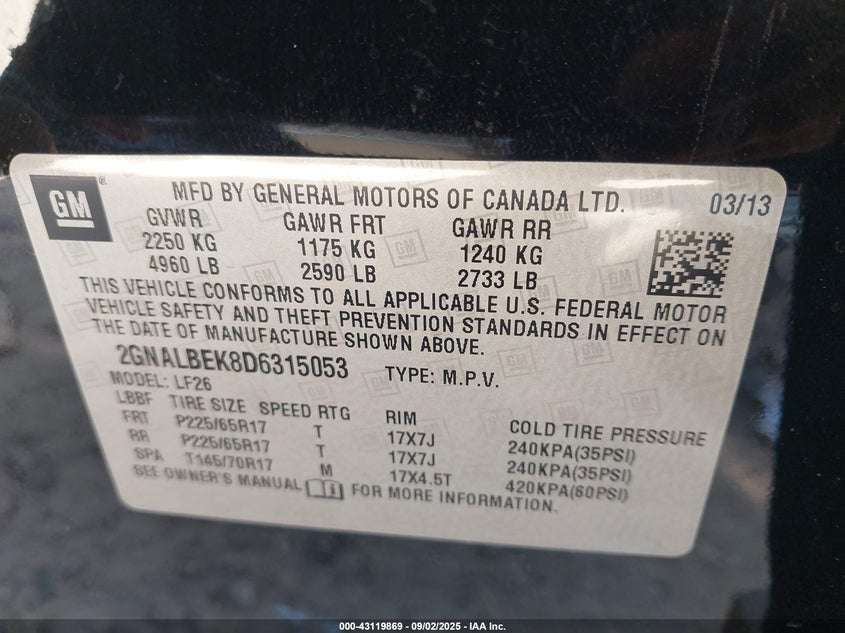 GM
MFD BY GENERAL MOTORS OF CANADA LTD. 03/13
GVWR GAWR FRT GAWR RR
2250 KG 1175 KG 1240 KG
4960 LB 2590 LB 2733 LB
THIS VEHICLE CONFORMS TO ALL APPLICABLE U.S. FEDERAL MOTOR
VEHICLE SAFETY AND THEFT PREVENTION STANDARDS IN EFFECT ON
THE DATE OF MANUFACTURE SHOWN ABOVE.
2GNALBEK8D6315053 TYPE: M.P.V.
MODEL: LF26
LBBF TIRE SIZE SPEED RTG RIM COLD TIRE PRESSURE
FRT P225/65R17 T 17X7J 240KPA(35PSI)
RR P225/65R17 T 17X7J 240KPA(35PSI)
SPA T145/70R17 M 17X4.5T 420KPA(60PSI)
SEE OWNER'S MANUAL FOR MORE INFORMATION.
000-43119869 - 09/02/2025 - IAA Inc.